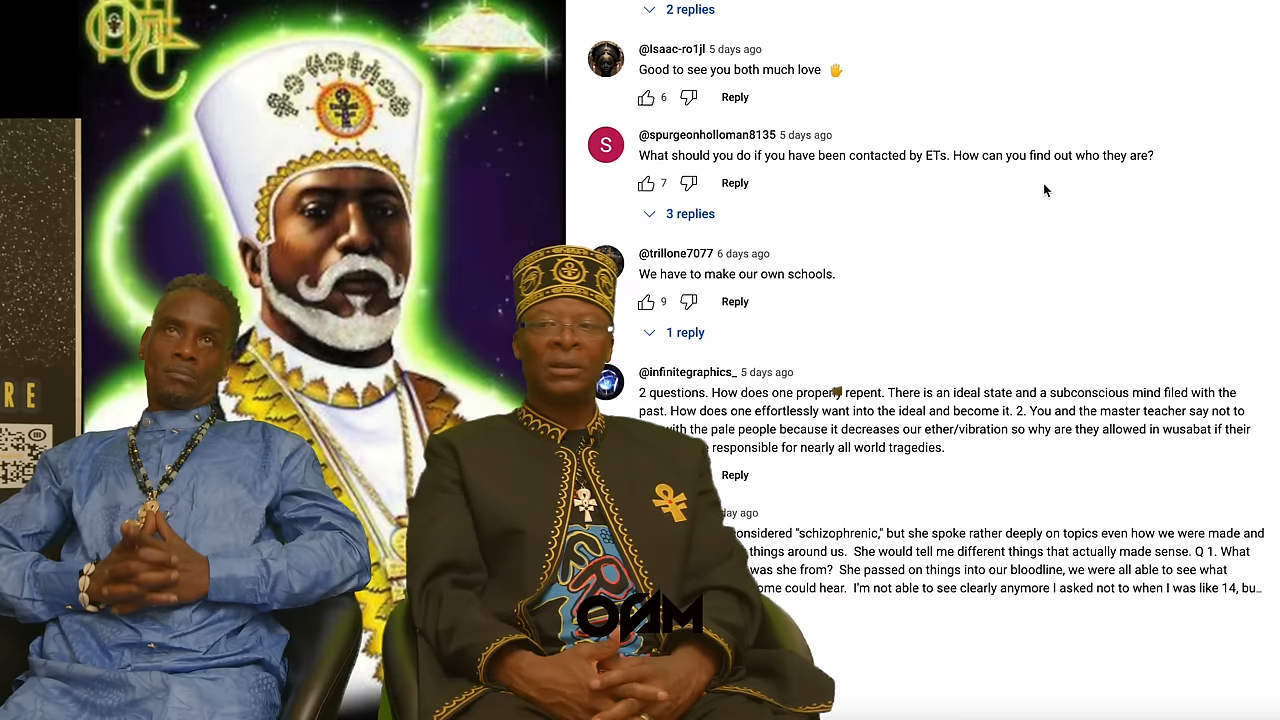 2 replies
@Isaac-ro1jl 5 days ago
Good to see you both much love 🖐
6 Reply
S
@spurgeonholloman8135 5 days ago
What should you do if you have been contacted by ETs. How can you find out who they are?
7 Reply
3 replies
@trillone7077 6 days ago
We have to make our own schools.
9 Reply
1 reply
@infinitegraphics_ 5 days ago
2 questions. How does one repent. There is an ideal state and a subconscious mind filed with the
past. How does one effortlessly want into the ideal and become it. 2. You and the master teacher say not to
with the pale people because it decreases our ether/vibration so why are they allowed in wusabat if their
responsible for nearly all world tragedies.
Reply
day ago
onsidered "schizophrenic," but she spoke rather deeply on topics even how we were made and
things around us. She would tell me different things that actually made sense. Q 1. What
was she from? She passed on things into our bloodline, we were all able to see what
ome could hear. I'm not able to see clearly anymore I asked not to when I was like 14, bu...
RE
OFAM